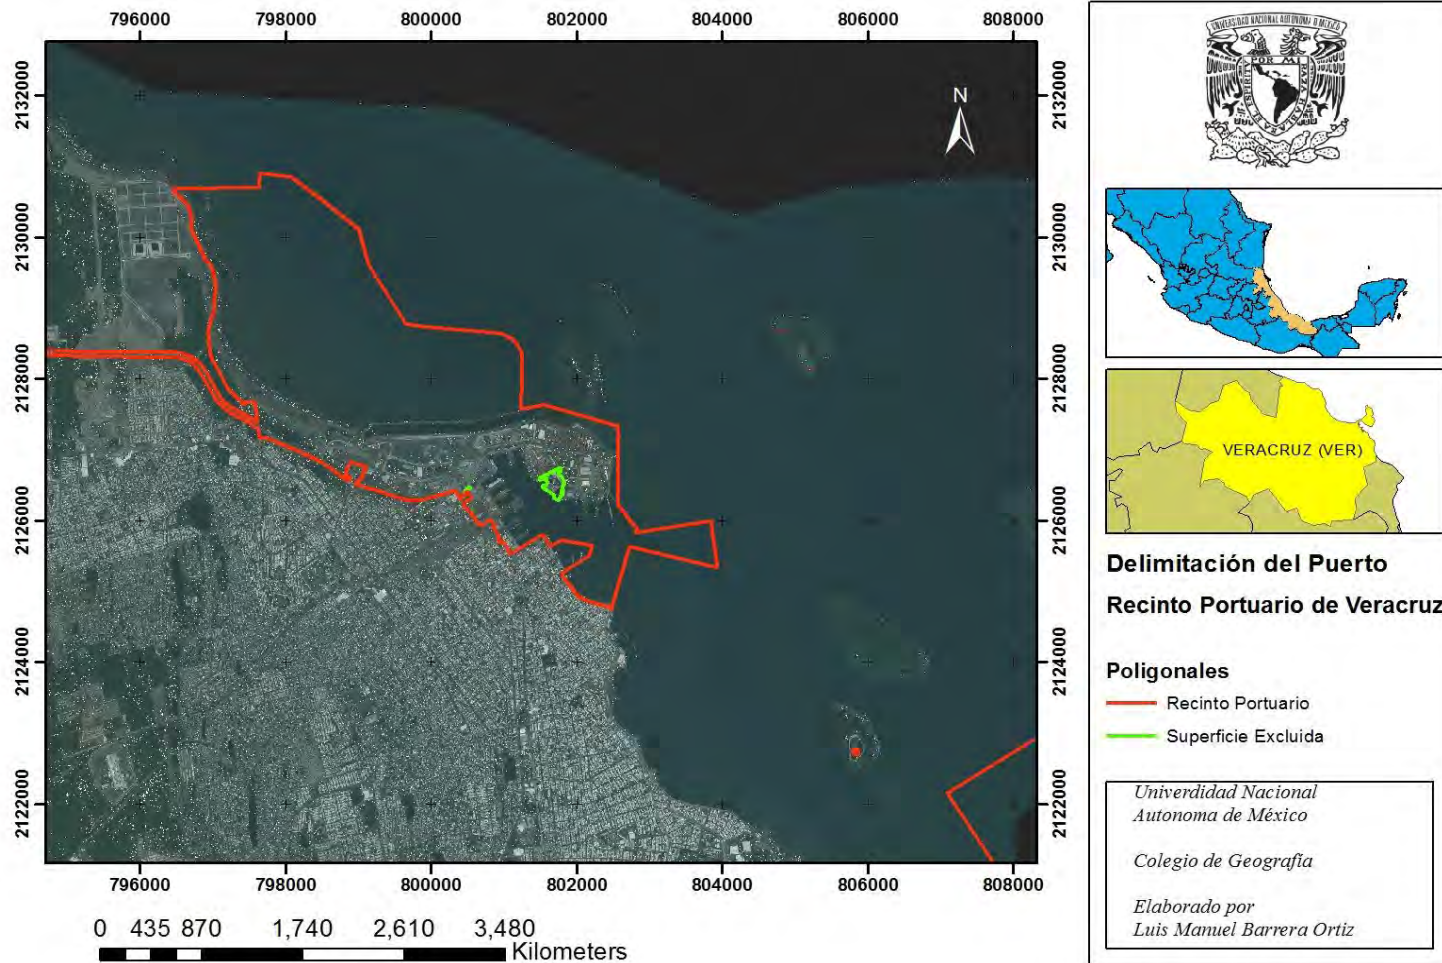 796000 798000 800000 802000 804000 806000 808000
2132000 2132000
2130000 2130000
2128000 2128000
2126000 2126000
2124000 2124000
2122000 2122000
N
796000 798000 800000 802000 804000 806000 808000
0 435 870 1,740 2,610 3,480
Kilometers
POR MI
VERACRUZ (VER)
Delimitación del Puerto
Recinto Portuario de Veracruz
Poligonales
Recinto Portuario
Superficie Excluida
Univerdidad Nacional
Autonoma de México
Colegio de Geografía
Elaborado por
Luis Manuel Barrera Ortiz